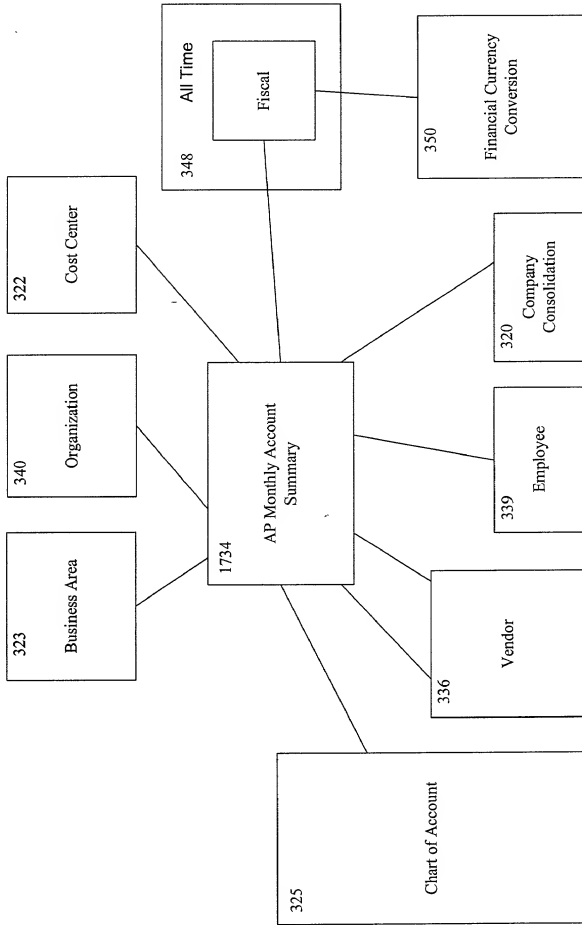 323
Business Area
340
Organization
322
Cost Center
348
All Time
Fiscal
1734
AP Monthly Account
Summary
325
Chart of Account
336
Vendor
339
Employee
320
Company
Consolidation
350
Financial Currency
Conversion